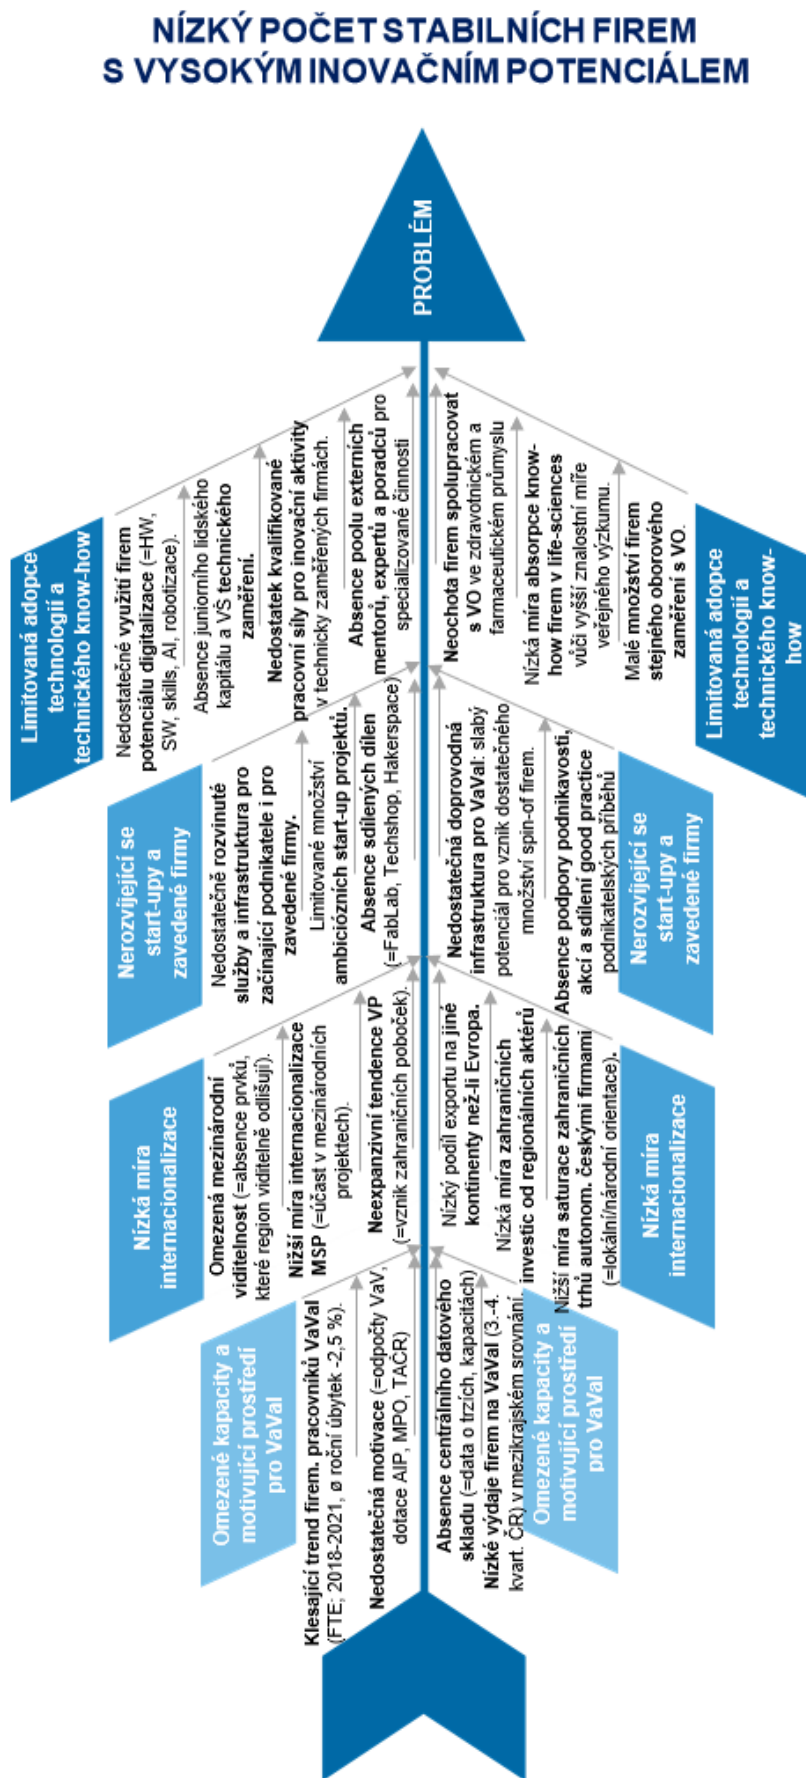 NÍZKÝ POČET STABILNÍCH FIREM
S VYSOKÝM INOVAČNÍM POTENCIÁLEM
PROBLÉM
Limitovaná adopce
technologií a
technického know-how
Nedostatečné využití firem
potenciálu digitalizace (=HW,
SW, skills, AI, robotizace).
Absence juniorního lidského
kapitálu a VŠ technického
zaměření.
Nedostatek kvalifikované
pracovní síly pro inovační aktivity
v technicky zaměřených firmách.
Absence poolu externích
mentorů, expertů a poradců pro
specializované činnosti
Neochota firem spolupracovat
s VO ve zdravotnickém a
farmaceutickém průmyslu
Nízká míra absorpce know-
how firem v life-sciences
vůči vyšší znalostní míře
veřejného výzkumu.
Malé množství firem
stejného oborového
zaměření s VO.
Limitovaná adopce
technologií a
technického know-
how
Nerozvíjející se
start-upy a
zavedené firmy
Nedostatečně rozvinuté
služby a infrastruktura pro
začínající podnikatele i pro
zavedené firmy.
Limitované množství
ambiciózních start-up projektů.
Absence sdílených dílen
(=FabLab, Techshop, Hakerspace)
Nedostatečná doprovodná
infrastruktura pro VaVaI: slabý
potenciál pro vznik dostatečného
množství spin-of firem.
Absence podpory podnikavosti,
akcí a sdílení good practice
podnikatelských příběhů
Nerozvíjející se
start-upy a
zavedené firmy
Nízká míra
internacionalizace
Omezená mezinárodní
viditelnost (=absence prvků,
které region viditelně odlišují).
Nižší míra internacionalizace
MSP (=účast v mezinárodních
projektech).
Neexpanzivní tendence VP
(=vznik zahraničních poboček).
Nízký podíl exportu na jiné
kontinenty než-li Evropa.
Nízká míra zahraničních
investic od regionálních aktérů
Nižší míra saturace zahraničních
trhů autonom. českými firmami
(=lokální/národní orientace).
Nízká míra
internacionalizace
Omezené kapacity a
motivující prostředí
pro VaVaI
Klesající trend firem. pracovníků VaVaI
(FTE; 2018-2021, ø roční úbytek -2,5 %).
Nedostatečná motivace (=odpočty VaV,
dotace AIP, MPO, TAČR)
Absence centrálního datového
skladu (=data o trzích, kapacitách)
Nízké výdaje firem na VaVaI (3.-4.
kvart. ČR) v mezikrajském srovnání.
Omezené kapacity a
motivující prostředí
pro VaVaI